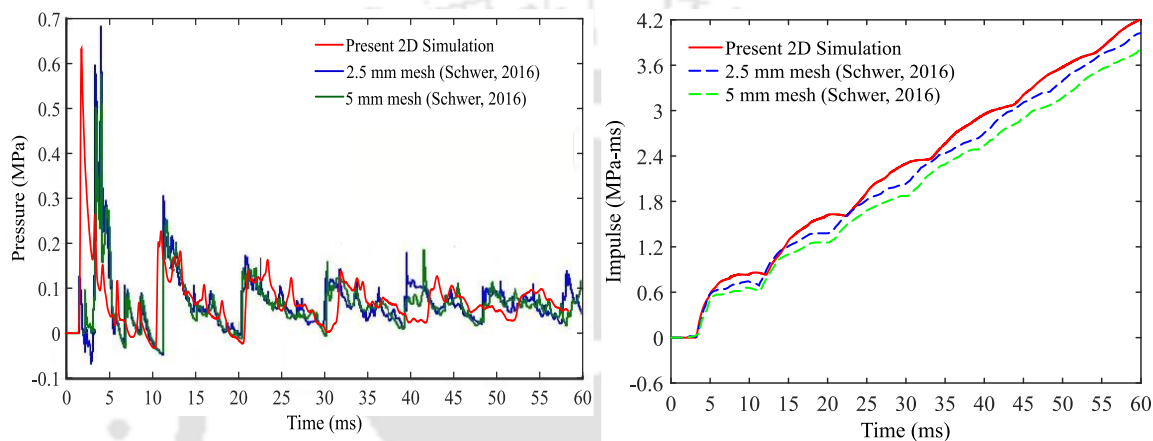 0.7
0.6
0.5
0.4
0.3
0.2
0.1
0
-0.1
Pressure (MPa)
Present 2D Simulation
2.5 mm mesh (Schwer, 2016)
5 mm mesh (Schwer, 2016)
0 5 10 15 20 25 30 35 40 45 50 55 60
Time (ms)
4.2
3.6
3.0
2.4
1.8
1.2
0.6
0
-0.6
Impulse (MPa-ms)
Present 2D Simulation
2.5 mm mesh (Schwer, 2016)
5 mm mesh (Schwer, 2016)
0 5 10 15 20 25 30 35 40 45 50 55 60
Time (ms)